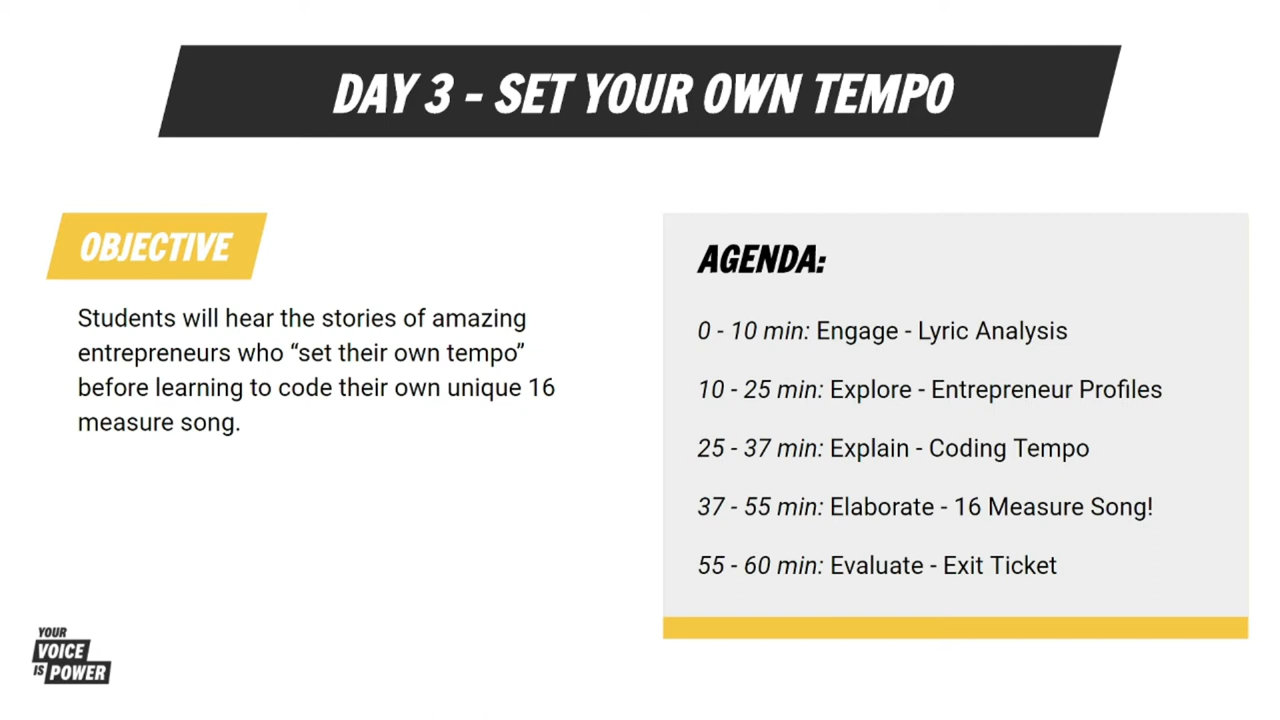 DAY 3 - SET YOUR OWN TEMPO
OBJECTIVE
Students will hear the stories of amazing
entrepreneurs who “set their own tempo”
before learning to code their own unique 16
measure song.
AGENDA:
0 - 10 min: Engage - Lyric Analysis
10 - 25 min: Explore - Entrepreneur Profiles
25 - 37 min: Explain - Coding Tempo
37 - 55 min: Elaborate - 16 Measure Song!
55 - 60 min: Evaluate - Exit Ticket
YOUR
VOICE
IS POWER